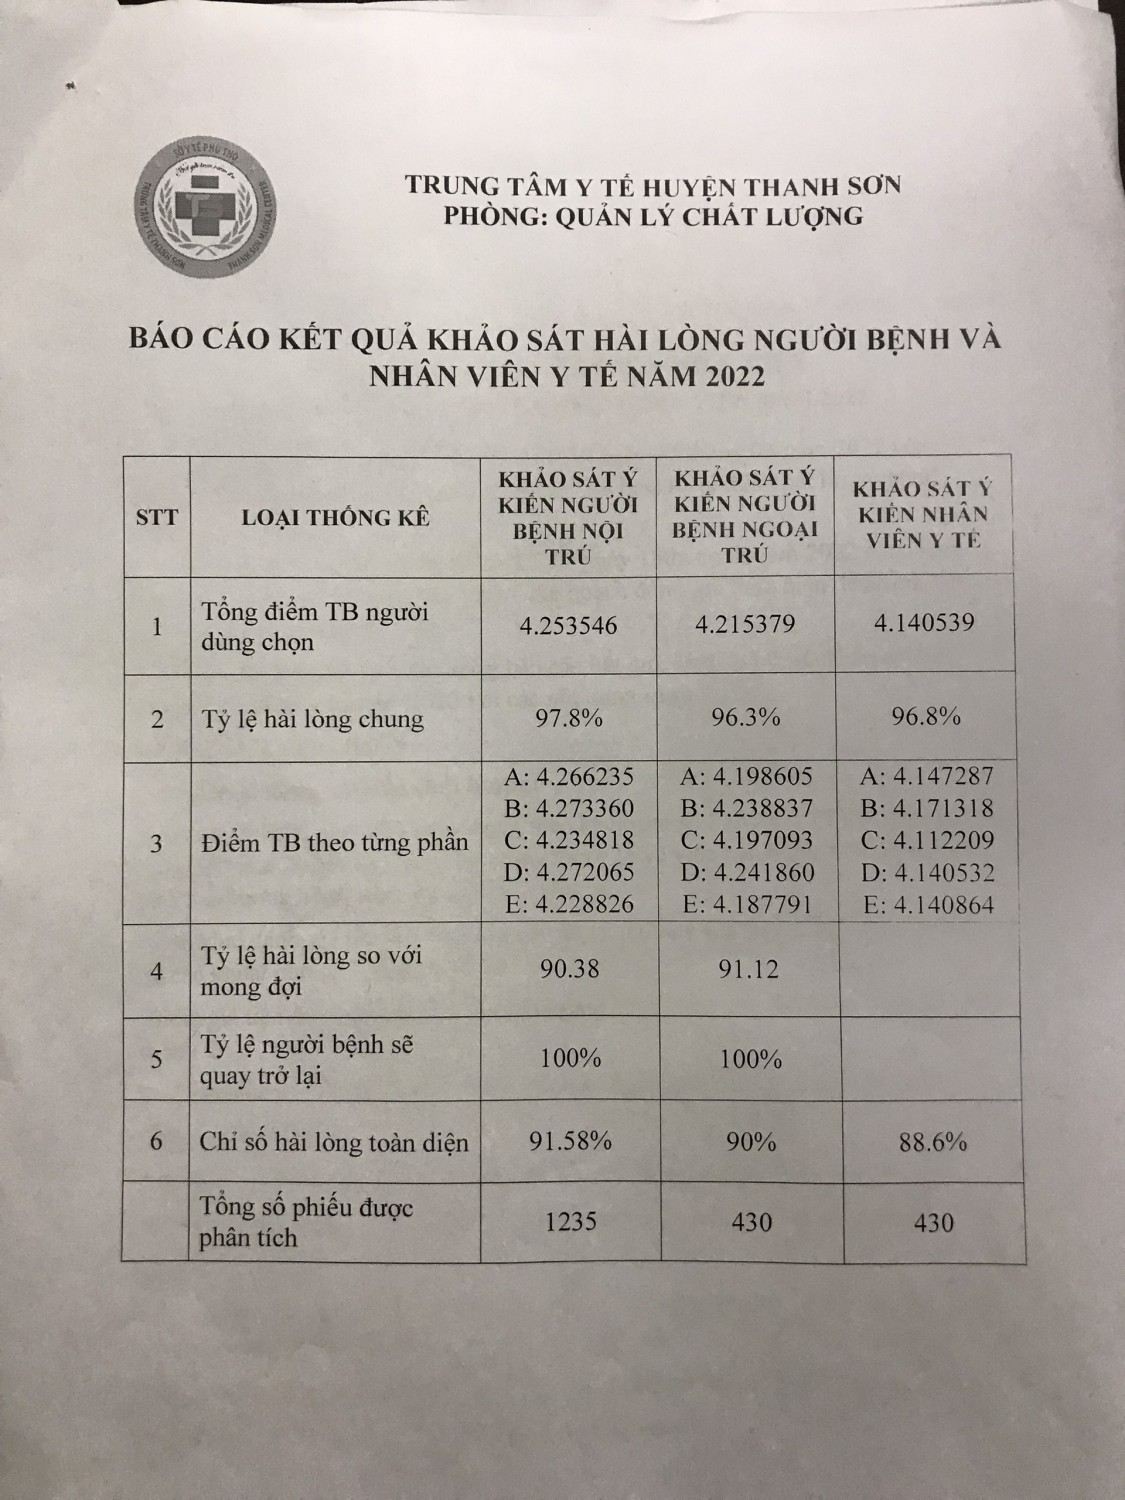 SỞ Y TẾ PHÚ THỌ
TRUNG TÂM Y TẾ THANH SƠN
THANH SON MEDICAL CENTER
TRUNG TÂM Y TẾ HUYỆN THANH SƠN
PHÒNG: QUẢN LÝ CHẤT LƯỢNG
BÁO CÁO KẾT QUẢ KHẢO SÁT HÀI LÒNG NGƯỜI BỆNH VÀ
NHÂN VIÊN Y TẾ NĂM 2022
STT
LOẠI THỐNG KÊ
KHẢO SÁT Ý
KIẾN NGƯỜI
BỆNH NỘI
TRÚ
KHẢO SÁT Ý
KIẾN NGƯỜI
BỆNH NGOẠI
TRÚ
KHẢO SÁT Ý
KIẾN NHÂN
VIÊN Y TẾ
1
Tổng điểm TB người
dùng chọn
4.253546
4.215379
4.140539
2
Tỷ lệ hài lòng chung
97.8%
96.3%
96.8%
3
Điểm TB theo từng phần
A: 4.266235
B: 4.273360
C: 4.234818
D: 4.272065
E: 4.228826
A: 4.198605
B: 4.238837
C: 4.197093
D: 4.241860
E: 4.187791
A: 4.147287
B: 4.171318
C: 4.112209
D: 4.140532
E: 4.140864
4
Tỷ lệ hài lòng so với
mong đợi
90.38
91.12
5
Tỷ lệ người bệnh sẽ
quay trở lại
100%
100%
6
Chỉ số hài lòng toàn diện
91.58%
90%
88.6%
Tổng số phiếu được
phân tích
1235
430
430